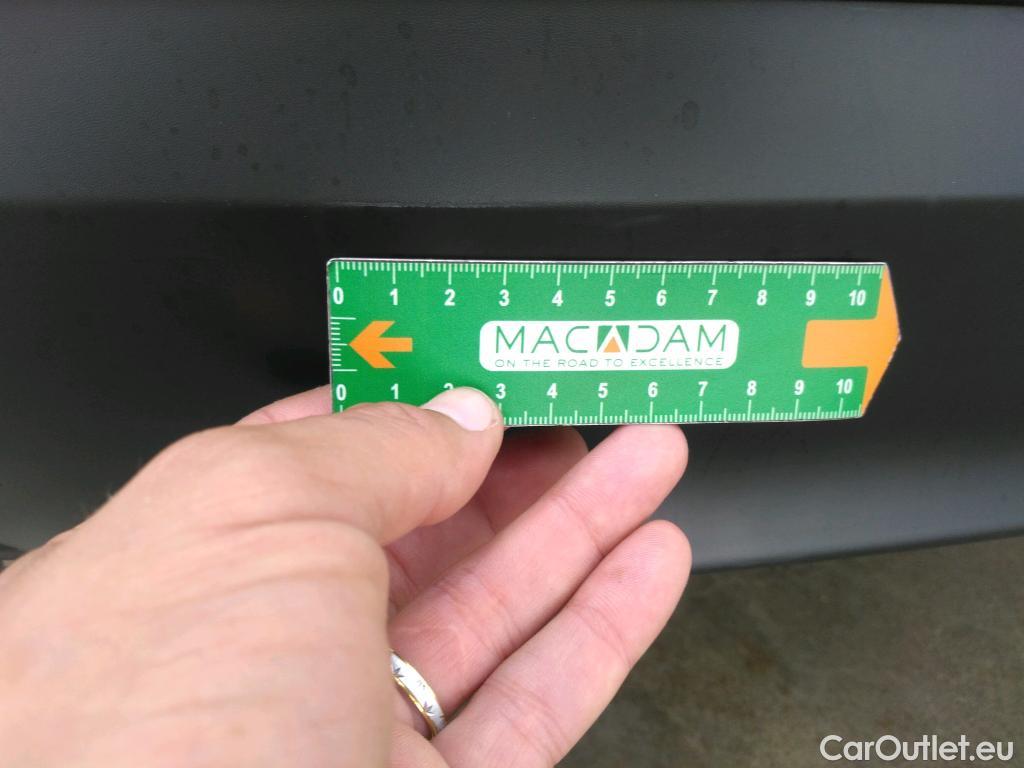 0 1 2 3 4 5 6 7 8 9 10
MACADAM
ON THE ROAD TO EXCELLENCE
0 1 2 3 4 5 6 7 8 9 10
CarOutlet.eu